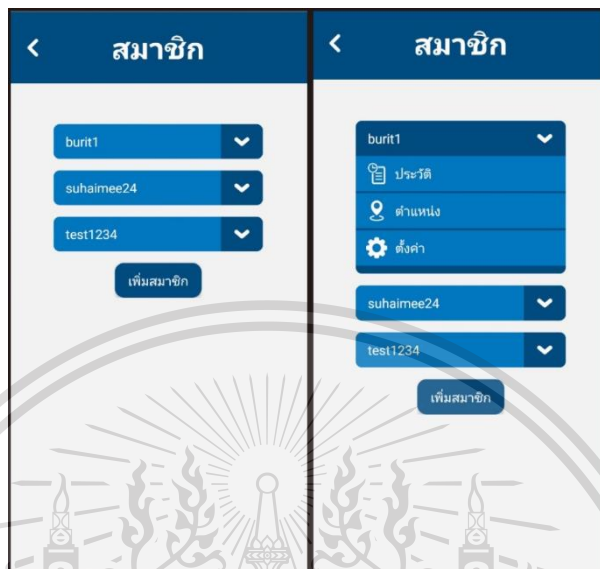 สมาชิก
burit1
suhaimee24
test1234
เพิ่มสมาชิก
สมาชิก
burit1
ประวัติ
ตำแหน่ง
ตั้งค่า
suhaimee24
test1234
เพิ่มสมาชิก